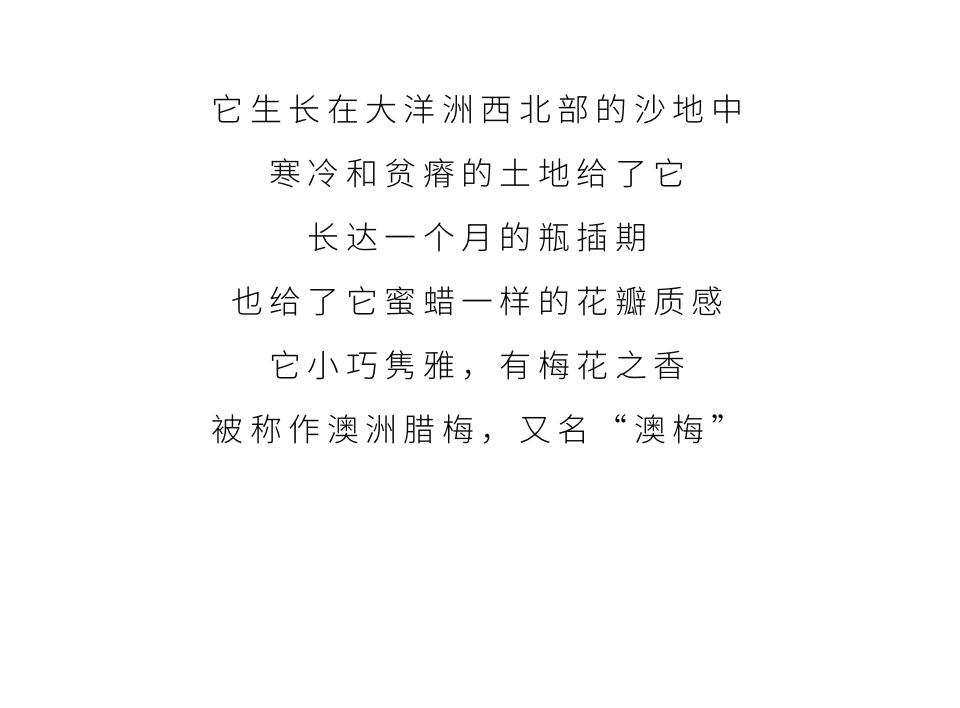 它生长在大洋洲西北部的沙地中
寒冷和贫瘠的土地给了它
长达一个月的瓶插期
也给了它蜜蜡一样的花瓣质感
它小巧隽雅，有梅花之香
被称作澳洲腊梅，又名“澳梅”